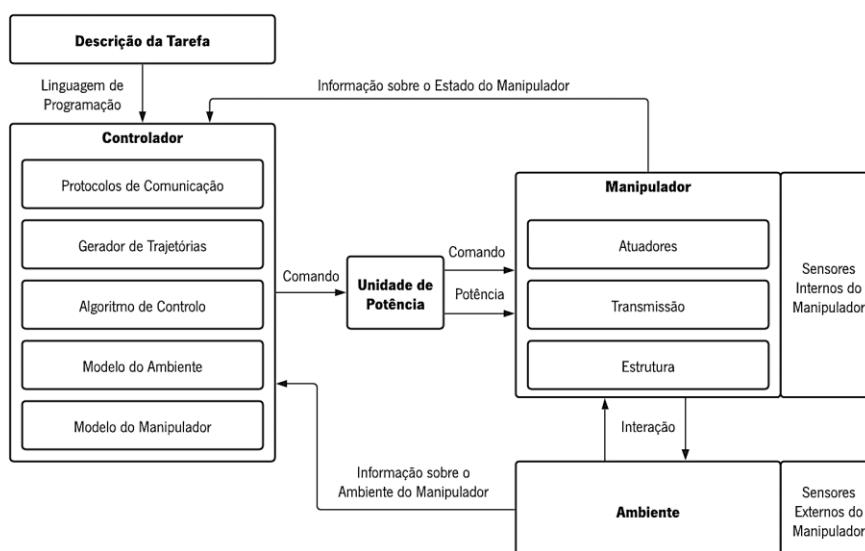 Descrição da Tarefa
Linguagem de
Programação
Informação sobre o Estado do Manipulador
Controlador
Protocolos de Comunicação
Gerador de Trajetórias
Algoritmo de Controlo
Modelo do Ambiente
Modelo do Manipulador
Comando
Unidade de
Potência
Comando
Potência
Manipulador
Atuadores
Transmissão
Estrutura
Sensores
Internos do
Manipulador
Interação
Informação sobre o
Ambiente do Manipulador
Ambiente
Sensores
Externos do
Manipulador